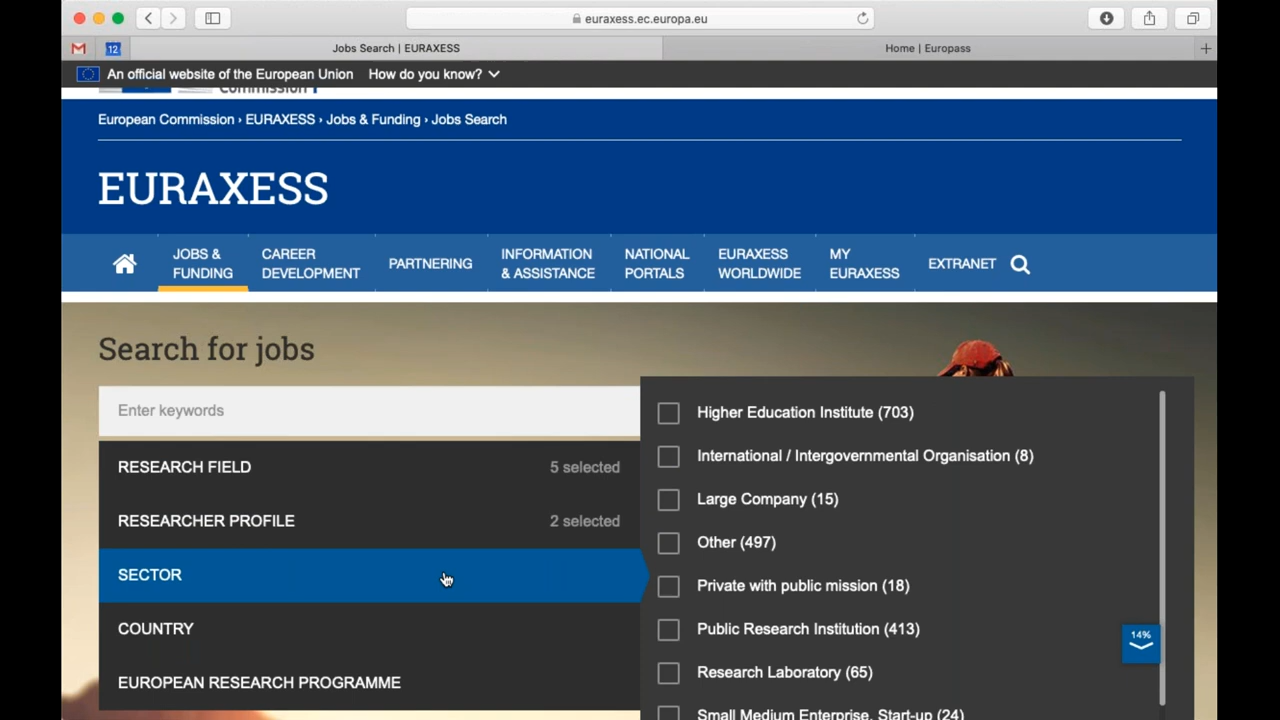 euraxess.ec.europa.eu
12
Jobs Search | EURAXESS
Home | Europass
An official website of the European Union How do you know?
Commission
European Commission › EURAXESS › Jobs & Funding › Jobs Search
EURAXESS
JOBS & FUNDING
CAREER DEVELOPMENT
PARTNERING
INFORMATION & ASSISTANCE
NATIONAL PORTALS
EURAXESS WORLDWIDE
MY EURAXESS
EXTRANET
Search for jobs
Enter keywords
RESEARCH FIELD 5 selected
RESEARCHER PROFILE 2 selected
SECTOR
COUNTRY
EUROPEAN RESEARCH PROGRAMME
Higher Education Institute (703)
International / Intergovernmental Organisation (8)
Large Company (15)
Other (497)
Private with public mission (18)
Public Research Institution (413)
Research Laboratory (65)
Small Medium Enterprise, Start-up (24)
14%